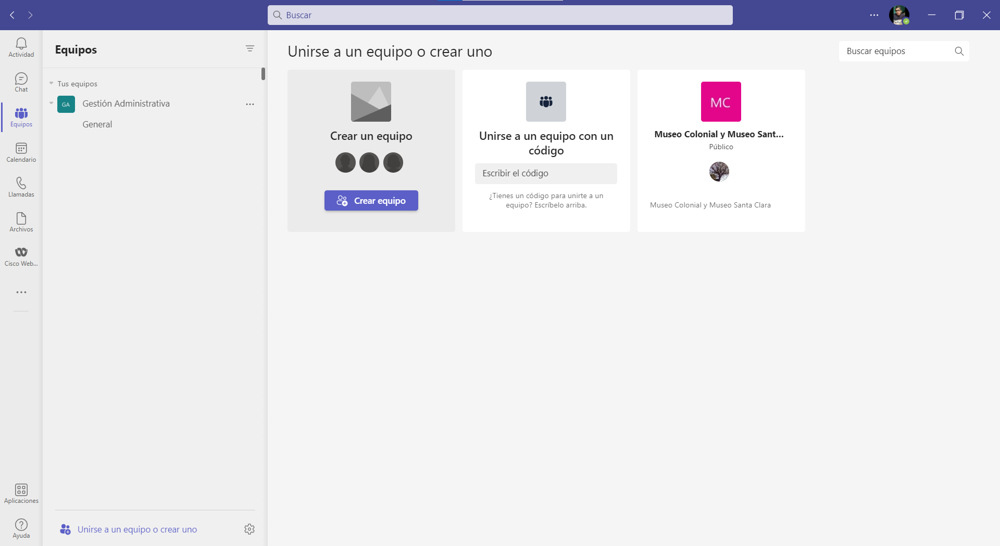 Buscar
Actividad
Chat
Equipos
Calendario
Llamadas
Archivos
Cisco Web...
Aplicaciones
Ayuda
Equipos
Tus equipos
GA
Gestión Administrativa
General
Unirse a un equipo o crear uno
Unirse a un equipo o crear uno
Buscar equipos
Crear un equipo
Crear equipo
Unirse a un equipo con un
código
Escribir el código
¿Tienes un código para unirte a un
equipo? Escríbelo arriba.
MC
Museo Colonial y Museo Sant...
Público
Museo Colonial y Museo Santa Clara